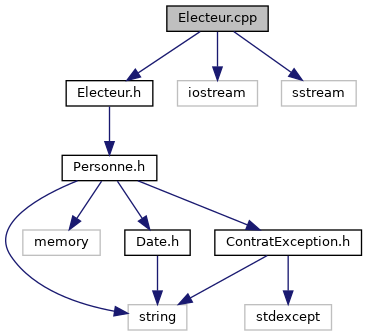 Electeur.cpp
Electeur.h
iostream
sstream
Personne.h
memory
Date.h
ContratException.h
string
stdexcept